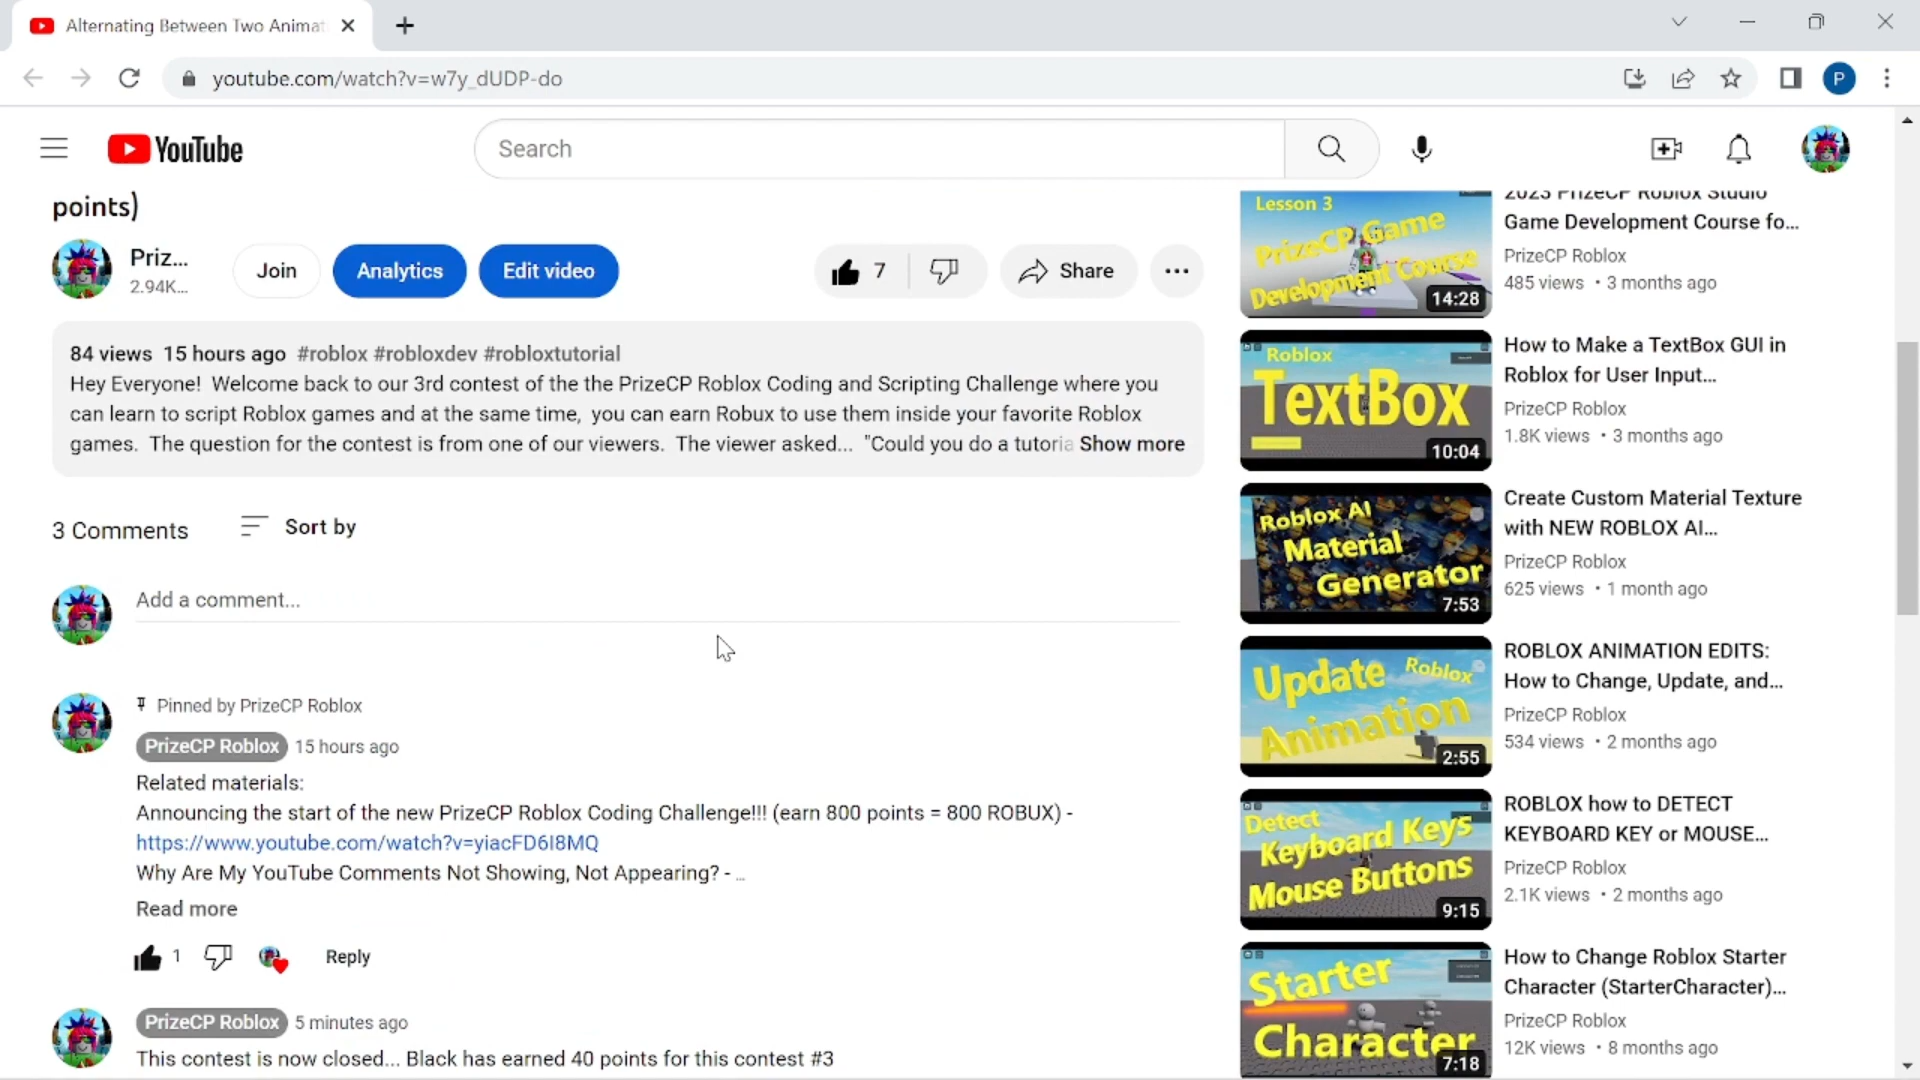 Alternating Between Two Animat
youtube.com/watch?v=w7y_dUDP-do
P
YouTube
Search
points)
Priz...
2.94K...
Join
Analytics
Edit video
7
Share
84 views 15 hours ago #roblox #robloxdev #robloxtutorial
Hey Everyone! Welcome back to our 3rd contest of the the PrizeCP Roblox Coding and Scripting Challenge where you
can learn to script Roblox games and at the same time, you can earn Robux to use them inside your favorite Roblox
games. The question for the contest is from one of our viewers. The viewer asked... "Could you do a tutoria Show more
3 Comments
Sort by
Add a comment...
Pinned by PrizeCP Roblox
PrizeCP Roblox 15 hours ago
Related materials:
Announcing the start of the new PrizeCP Roblox Coding Challenge!!! (earn 800 points = 800 ROBUX) -
https://www.youtube.com/watch?v=yiacFD6I8MQ
Why Are My YouTube Comments Not Showing, Not Appearing? - ...
Read more
1
Reply
PrizeCP Roblox 5 minutes ago
This contest is now closed... Black has earned 40 points for this contest #3
Lesson 3
PrizeCP Game
Development Course
14:28
2023 PrizeCP Roblox Studio
Game Development Course fo...
PrizeCP Roblox
485 views • 3 months ago
Roblox
TextBox
10:04
How to Make a TextBox GUI in
Roblox for User Input...
PrizeCP Roblox
1.8K views • 3 months ago
Roblox AI
Material
Generator
7:53
Create Custom Material Texture
with NEW ROBLOX AI...
PrizeCP Roblox
625 views • 1 month ago
Update Roblox
Animation
2:55
ROBLOX ANIMATION EDITS:
How to Change, Update, and...
PrizeCP Roblox
534 views • 2 months ago
Detect
Keyboard Keys
Mouse Buttons
9:15
ROBLOX how to DETECT
KEYBOARD KEY or MOUSE...
PrizeCP Roblox
2.1K views • 2 months ago
Starter
Character
7:18
How to Change Roblox Starter
Character (StarterCharacter)...
PrizeCP Roblox
12K views • 8 months ago